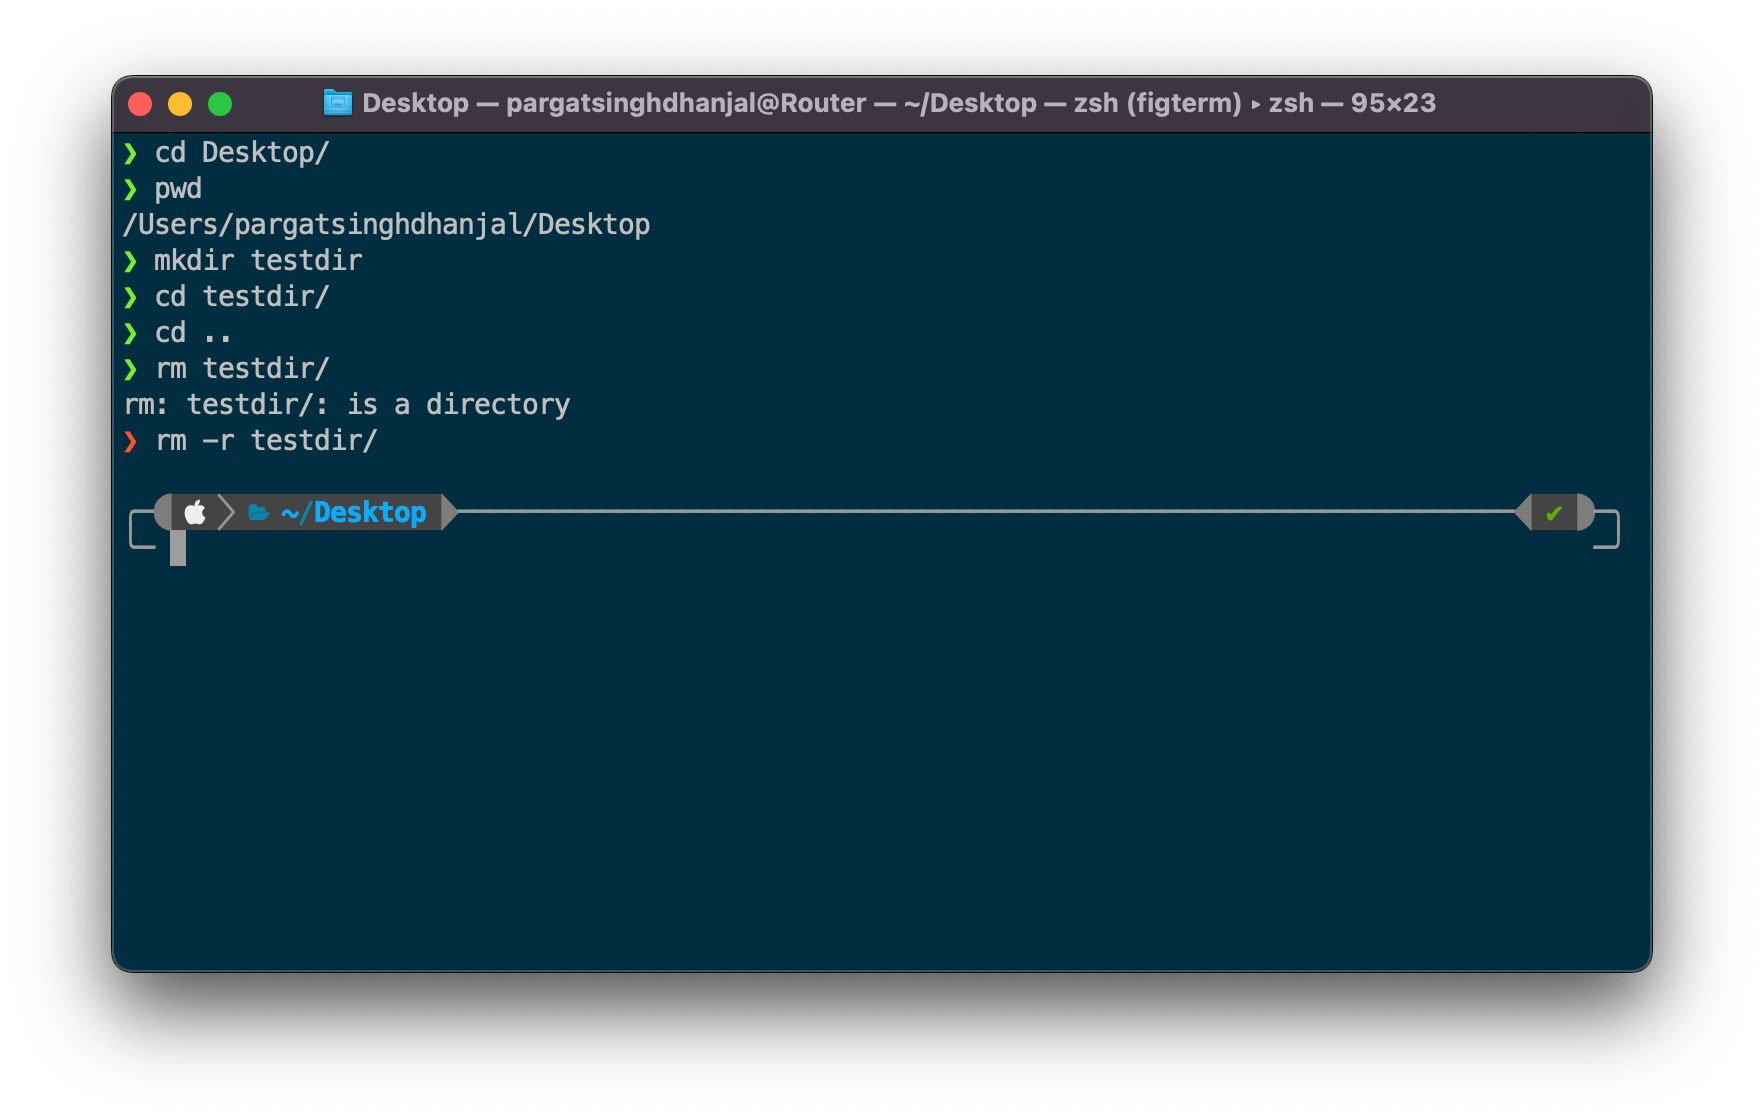 Desktop — pargatsinghdhanjal@Router — ~/Desktop — zsh (figterm) ▸ zsh — 95×23
❯ cd Desktop/
❯ pwd
/Users/pargatsinghdhanjal/Desktop
❯ mkdir testdir
❯ cd testdir/
❯ cd ..
❯ rm testdir/
rm: testdir/: is a directory
❯ rm -r testdir/
~/Desktop ✔